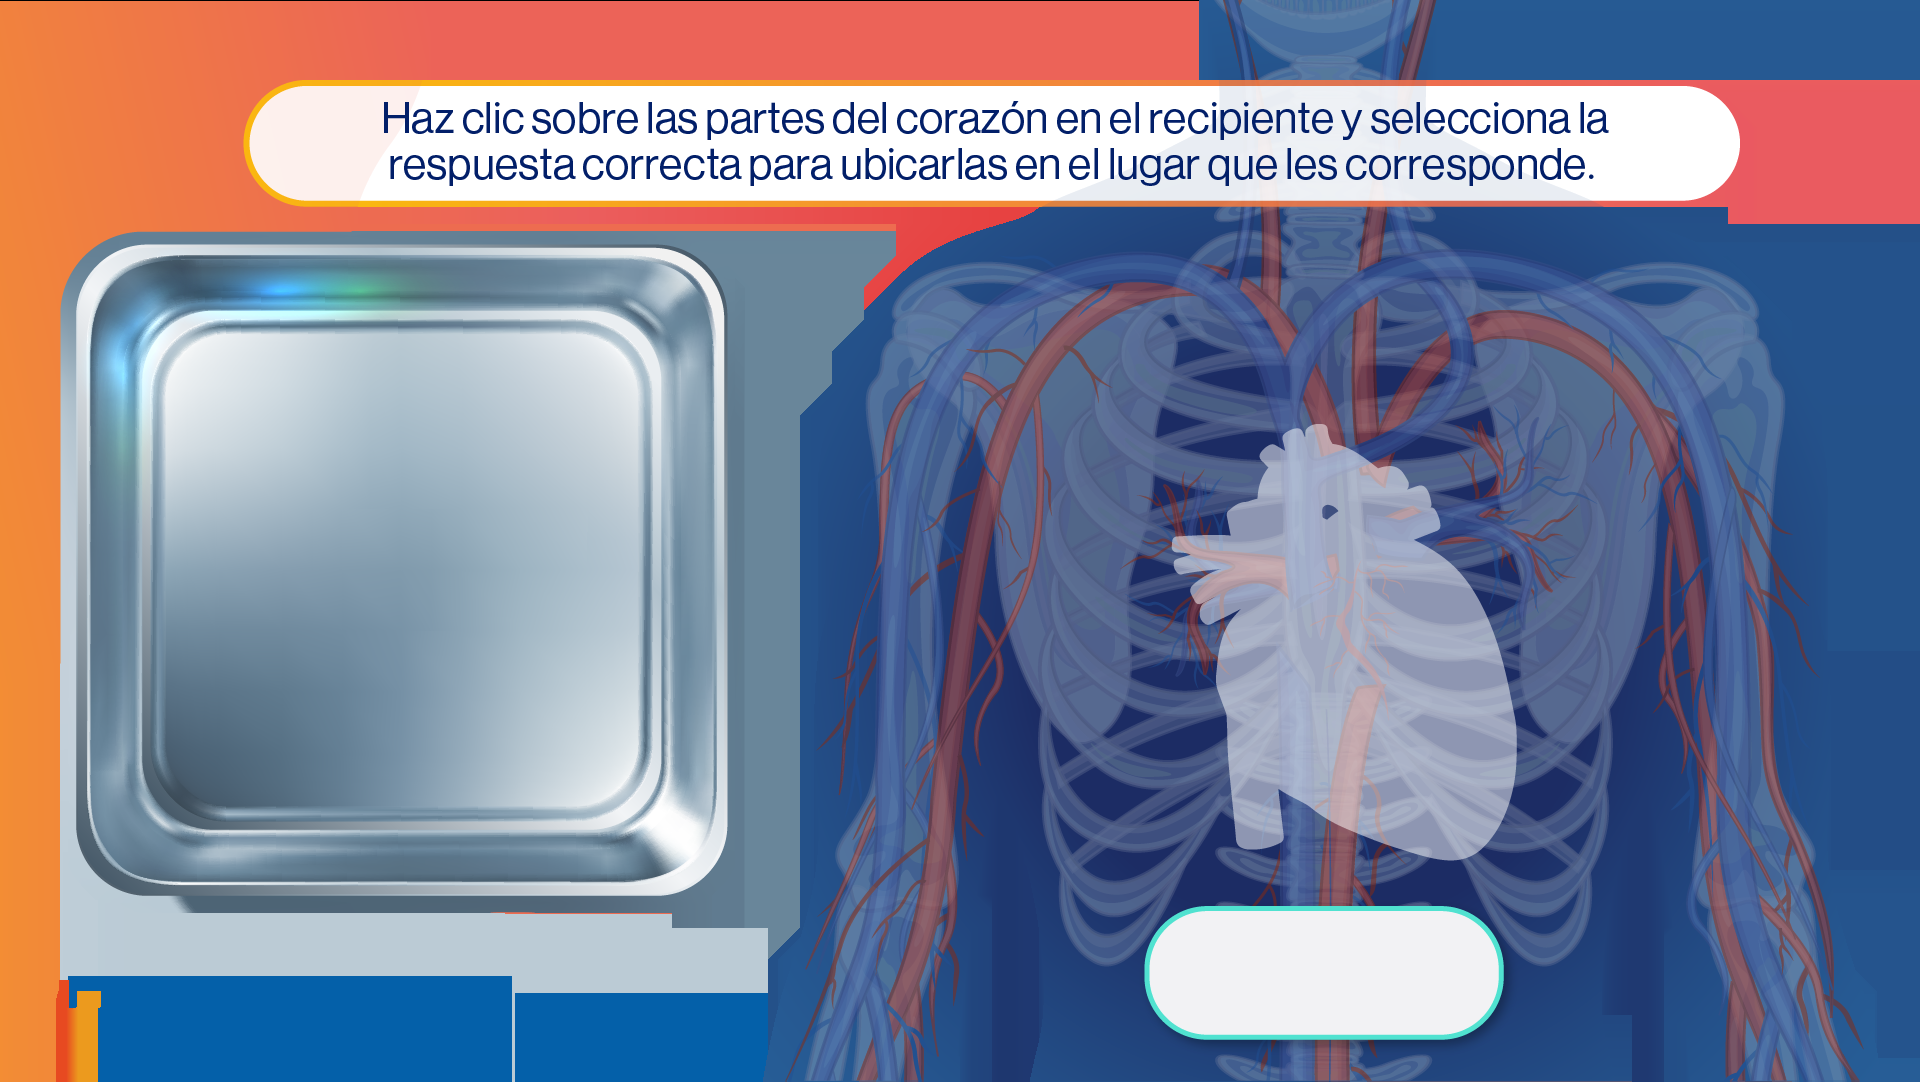 Haz clic sobre las partes del corazón en el recipiente y selecciona la
respuesta correcta para ubicarlas en el lugar que les corresponde.